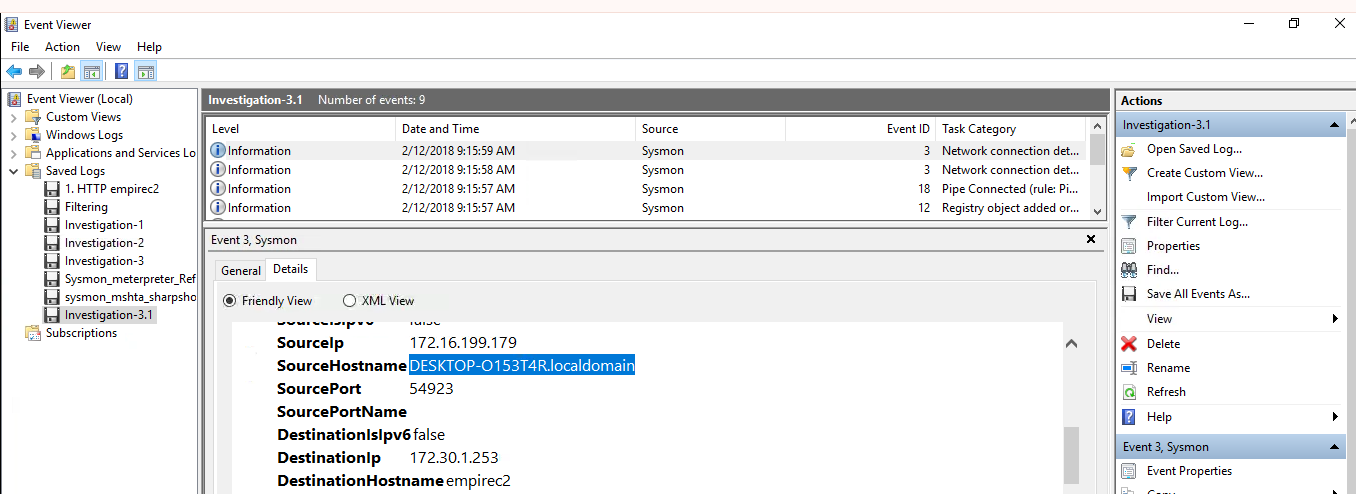 Event Viewer
File Action View Help
Event Viewer (Local)
Custom Views
Windows Logs
Applications and Services Lo
Saved Logs
1. HTTP empirec2
Filtering
Investigation-1
Investigation-2
Investigation-3
Sysmon_meterpreter_Ref
sysmon_mshta_sharpsho
Investigation-3.1
Subscriptions
Investigation-3.1 Number of events: 9
Level Date and Time Source Event ID Task Category
Information 2/12/2018 9:15:59 AM Sysmon 3 Network connection det...
Information 2/12/2018 9:15:58 AM Sysmon 3 Network connection det...
Information 2/12/2018 9:15:57 AM Sysmon 18 Pipe Connected (rule: Pi...
Information 2/12/2018 9:15:57 AM Sysmon 12 Registry object added or...
Event 3, Sysmon
General Details
Friendly View XML View
SourceIsIpv6 false
SourceIp 172.16.199.179
SourceHostname DESKTOP-O153T4R.localdomain
SourcePort 54923
SourcePortName
DestinationIsIpv6 false
DestinationIp 172.30.1.253
DestinationHostname empirec2
Actions
Investigation-3.1
Open Saved Log...
Create Custom View...
Import Custom View...
Filter Current Log...
Properties
Find...
Save All Events As...
View
Delete
Rename
Refresh
Help
Event 3, Sysmon
Event Properties
Copy